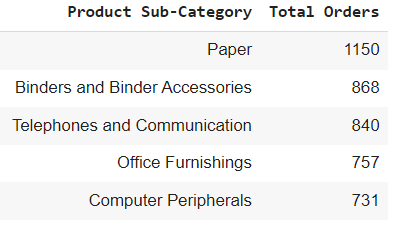 Product Sub-Category Total Orders
Paper 1150
Binders and Binder Accessories 868
Telephones and Communication 840
Office Furnishings 757
Computer Peripherals 731